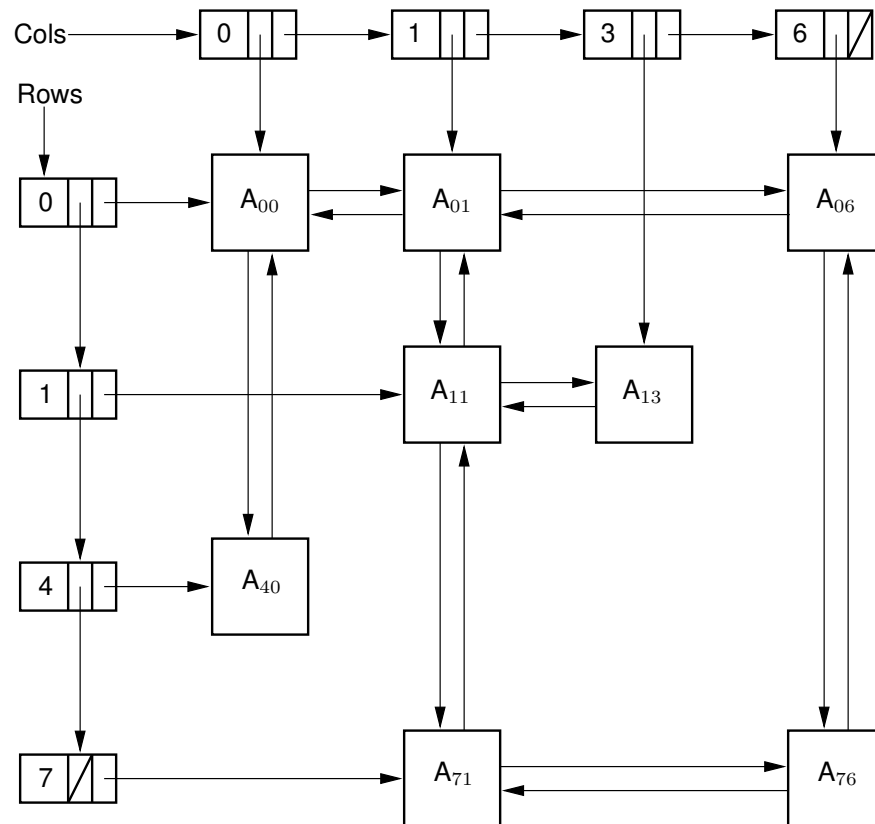 Cols 0 1 3 6
Rows
0 A₀₀ A₀₁ A₀₆
1 A₁₁ A₁₃
4 A₄₀
7 A₇₁ A₇₆